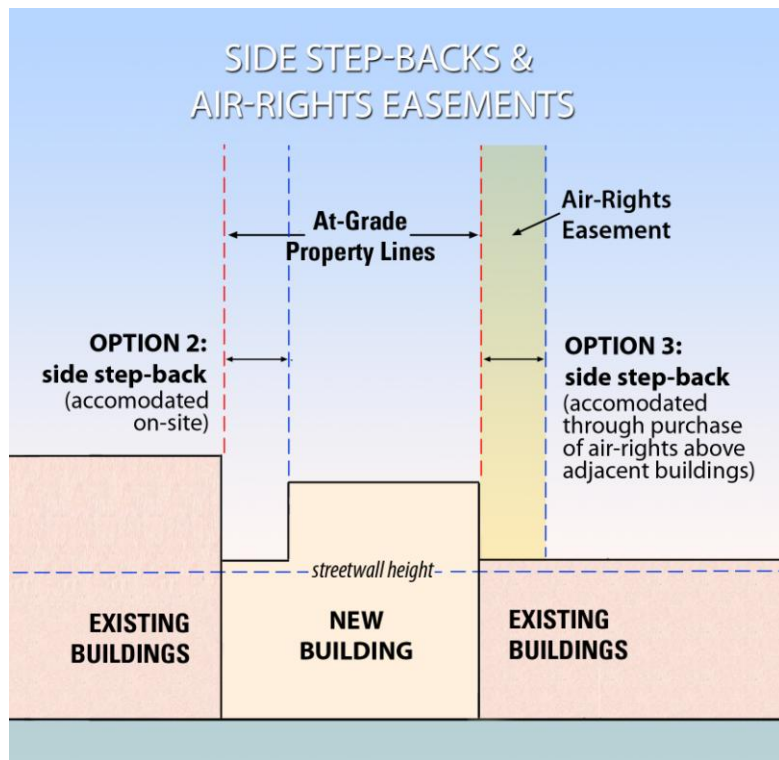 SIDE STEP-BACKS &
AIR-RIGHTS EASEMENTS
At-Grade
Property Lines
Air-Rights
Easement
OPTION 2:
side step-back
(accomodated
on-site)
OPTION 3:
side step-back
(accomodated
through purchase
of air-rights above
adjacent buildings)
streetwall height
EXISTING
BUILDINGS
NEW
BUILDING
EXISTING
BUILDINGS